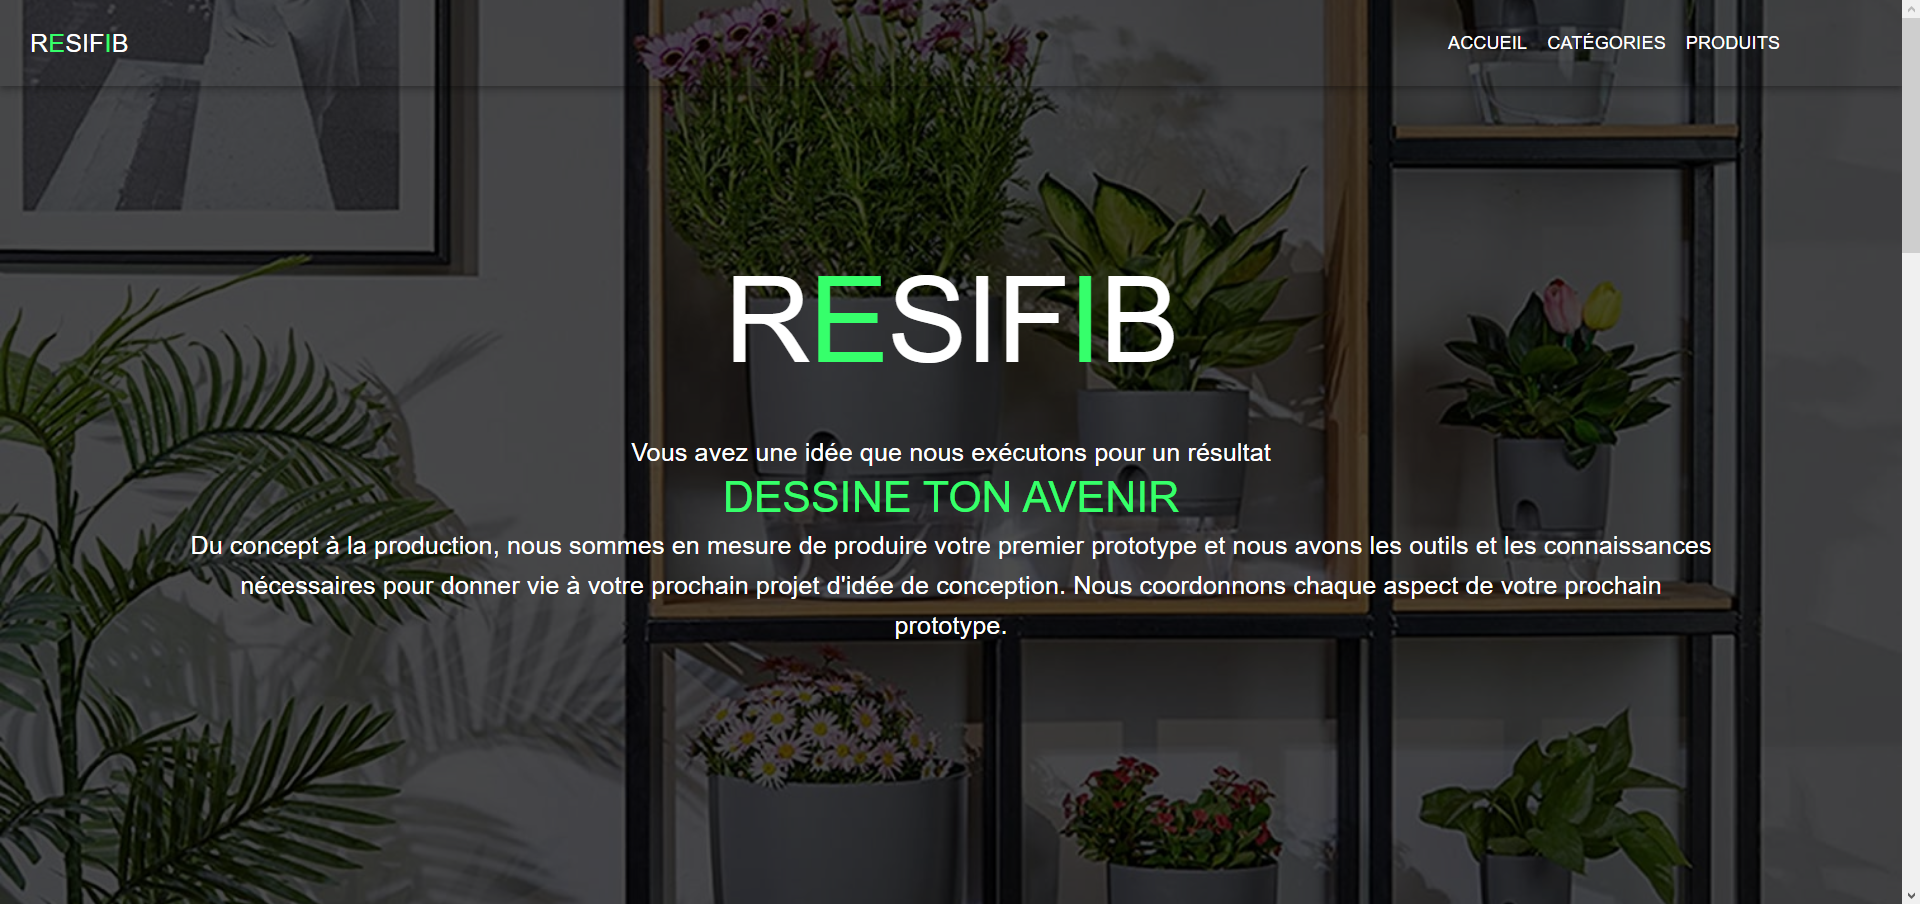 RESIFIB
ACCUEIL CATÉGORIES PRODUITS
RESIFIB
Vous avez une idée que nous exécutons pour un résultat
DESSINE TON AVENIR
Du concept à la production, nous sommes en mesure de produire votre premier prototype et nous avons les outils et les connaissances
nécessaires pour donner vie à votre prochain projet d'idée de conception. Nous coordonnons chaque aspect de votre prochain
prototype.